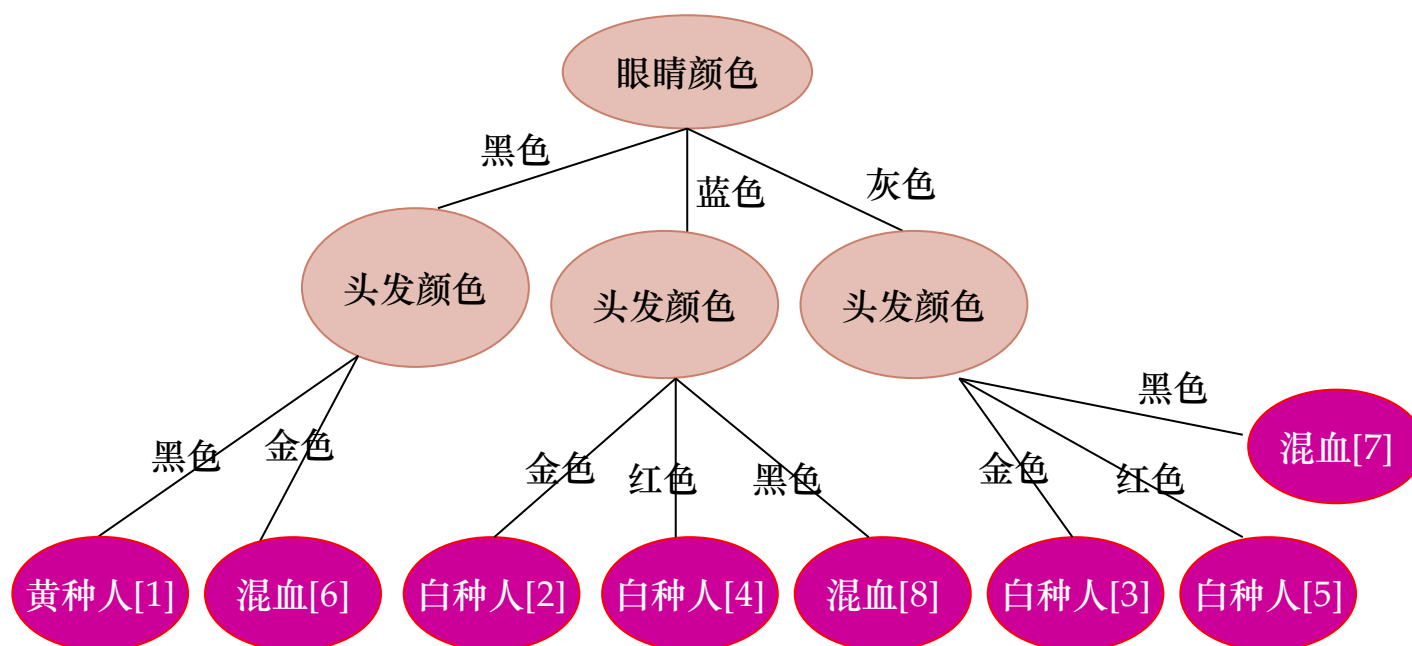 眼睛颜色
黑色
蓝色
灰色
头发颜色
头发颜色
头发颜色
黑色
金色
金色
红色
黑色
金色
红色
黑色
混血[7]
黄种人[1]
混血[6]
白种人[2]
白种人[4]
混血[8]
白种人[3]
白种人[5]